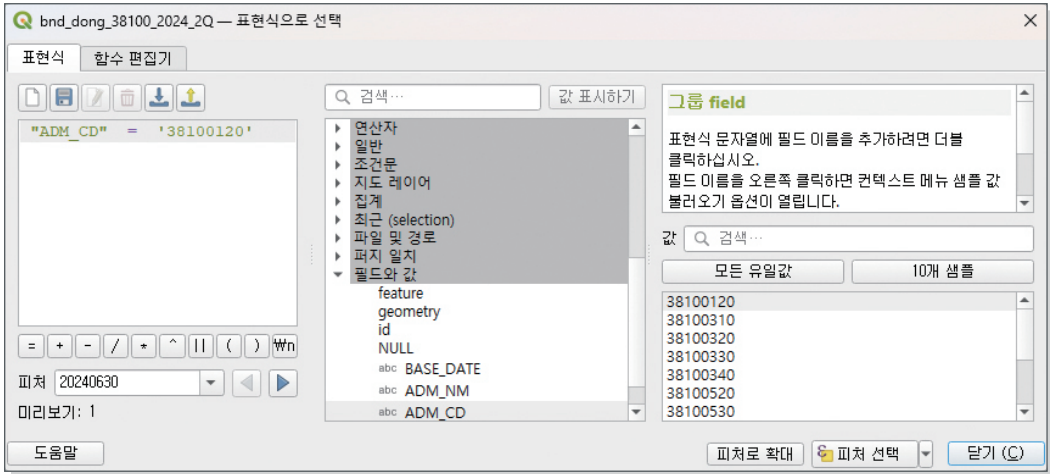 bnd_dong_38100_2024_2Q — 표현식으로 선택
표현식
함수 편집기
"ADM_CD" = '38100120'
= + - / * ^ || ( ) ₩n
피처 20240630
미리보기: 1
검색…
값 표시하기
연산자
일반
조건문
지도 레이어
집계
최근 (selection)
파일 및 경로
퍼지 일치
필드와 값
feature
geometry
id
NULL
abc BASE_DATE
abc ADM_NM
abc ADM_CD
그룹 field
표현식 문자열에 필드 이름을 추가하려면 더블
클릭하십시오.
필드 이름을 오른쪽 클릭하면 컨텍스트 메뉴 샘플 값
불러오기 옵션이 열립니다.
값 검색…
모든 유일값
10개 샘플
38100120
38100310
38100320
38100330
38100340
38100520
38100530
도움말
피처로 확대
피처 선택
닫기 (C)